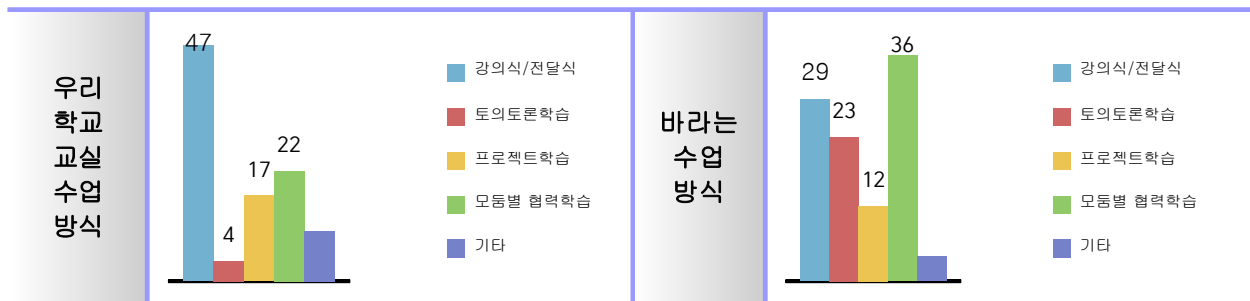 우리
학교
교실
수업
방식
47
4
17
22
강의식/전달식
토의토론학습
프로젝트학습
모둠별 협력학습
기타
바라는
수업
방식
29
23
12
36
강의식/전달식
토의토론학습
프로젝트학습
모둠별 협력학습
기타